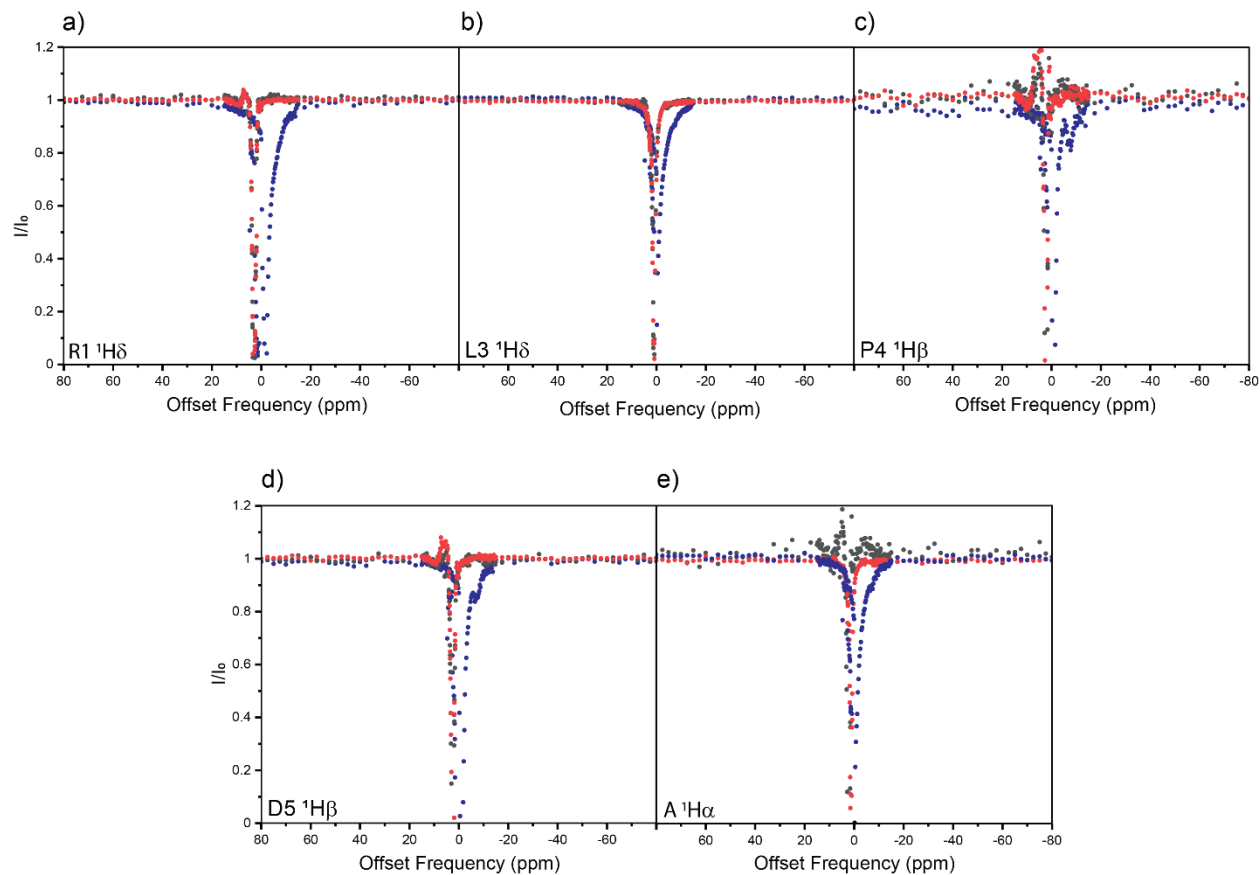 a)
b)
c)
1.2
1
0.8
0.6
0.4
0.2
0
I/I₀
R1 ¹Hδ
L3 ¹Hδ
P4 ¹Hβ
80 60 40 20 0 -20 -40 -60
60 40 20 0 -20 -40 -60
60 40 20 0 -20 -40 -60 -80
Offset Frequency (ppm)
Offset Frequency (ppm)
Offset Frequency (ppm)
d)
e)
1.2
1
0.8
0.6
0.4
0.2
0
I/I₀
D5 ¹Hβ
A ¹Hα
80 60 40 20 0 -20 -40 -60
60 40 20 0 -20 -40 -60 -80
Offset Frequency (ppm)
Offset Frequency (ppm)